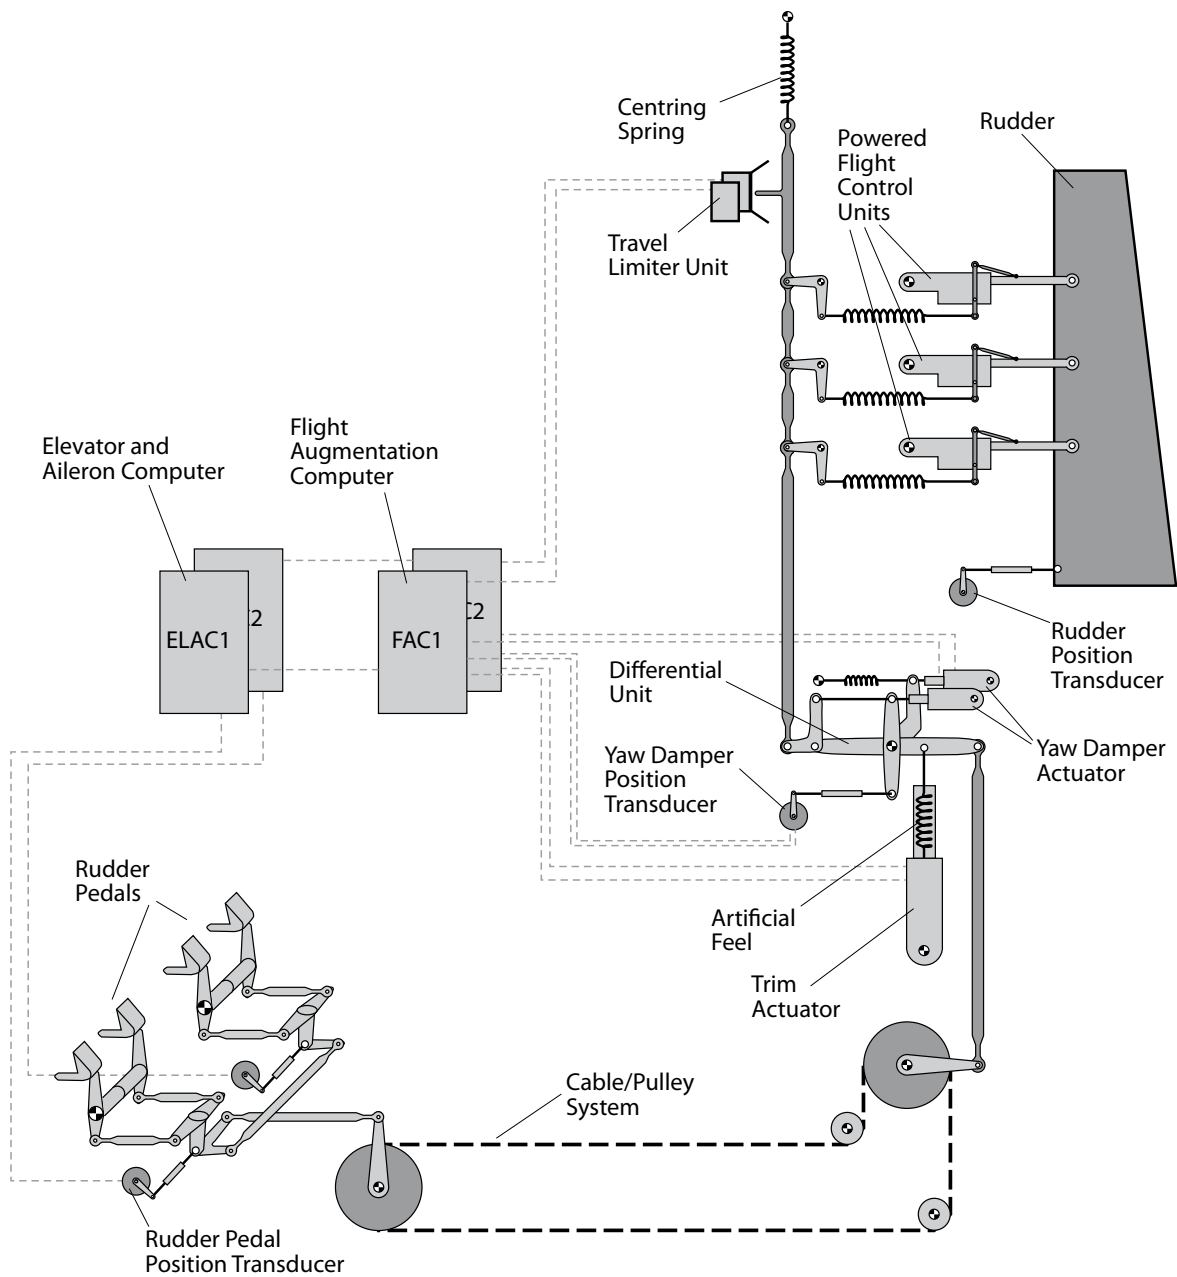 Centring
Spring
Powered
Flight
Control
Units
Rudder
Travel
Limiter Unit
Elevator and
Aileron Computer
Flight
Augmentation
Computer
ELAC1
C2
FAC1
C2
Rudder
Position
Transducer
Differential
Unit
Yaw Damper
Actuator
Yaw Damper
Position
Transducer
Rudder
Pedals
Artificial
Feel
Trim
Actuator
Cable/Pulley
System
Rudder Pedal
Position Transducer